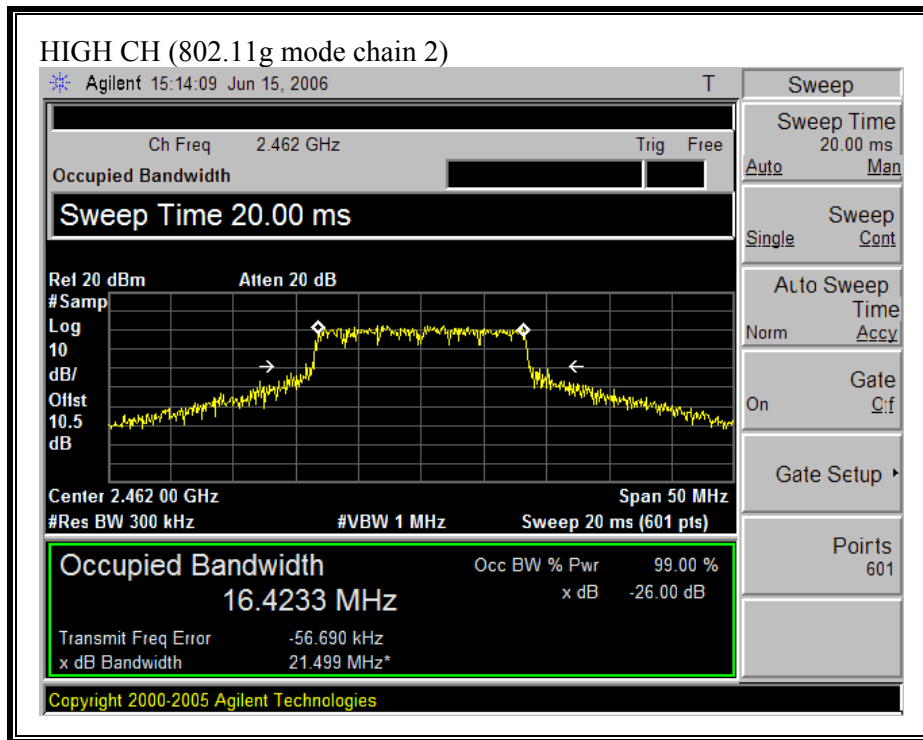 HIGH CH (802.11g mode chain 2)
Agilent 15:14:09 Jun 15, 2006 T
Ch Freq 2.462 GHz Trig Free
Occupied Bandwidth
Sweep Time 20.00 ms
Ref 20 dBm Atten 20 dB
#Samp
Log
10
dB/
Offst
10.5
dB
Center 2.462 00 GHz Span 50 MHz
#Res BW 300 kHz #VBW 1 MHz Sweep 20 ms (601 pts)
Occupied Bandwidth
16.4233 MHz
Occ BW % Pwr 99.00 %
x dB -26.00 dB
Transmit Freq Error -56.690 kHz
x dB Bandwidth 21.499 MHz*
Copyright 2000-2005 Agilent Technologies
Sweep
Sweep Time
20.00 ms
Auto Man
Sweep
Single Cont
Auto Sweep
Time
Norm Accy
Gate
On Off
Gate Setup
Points
601